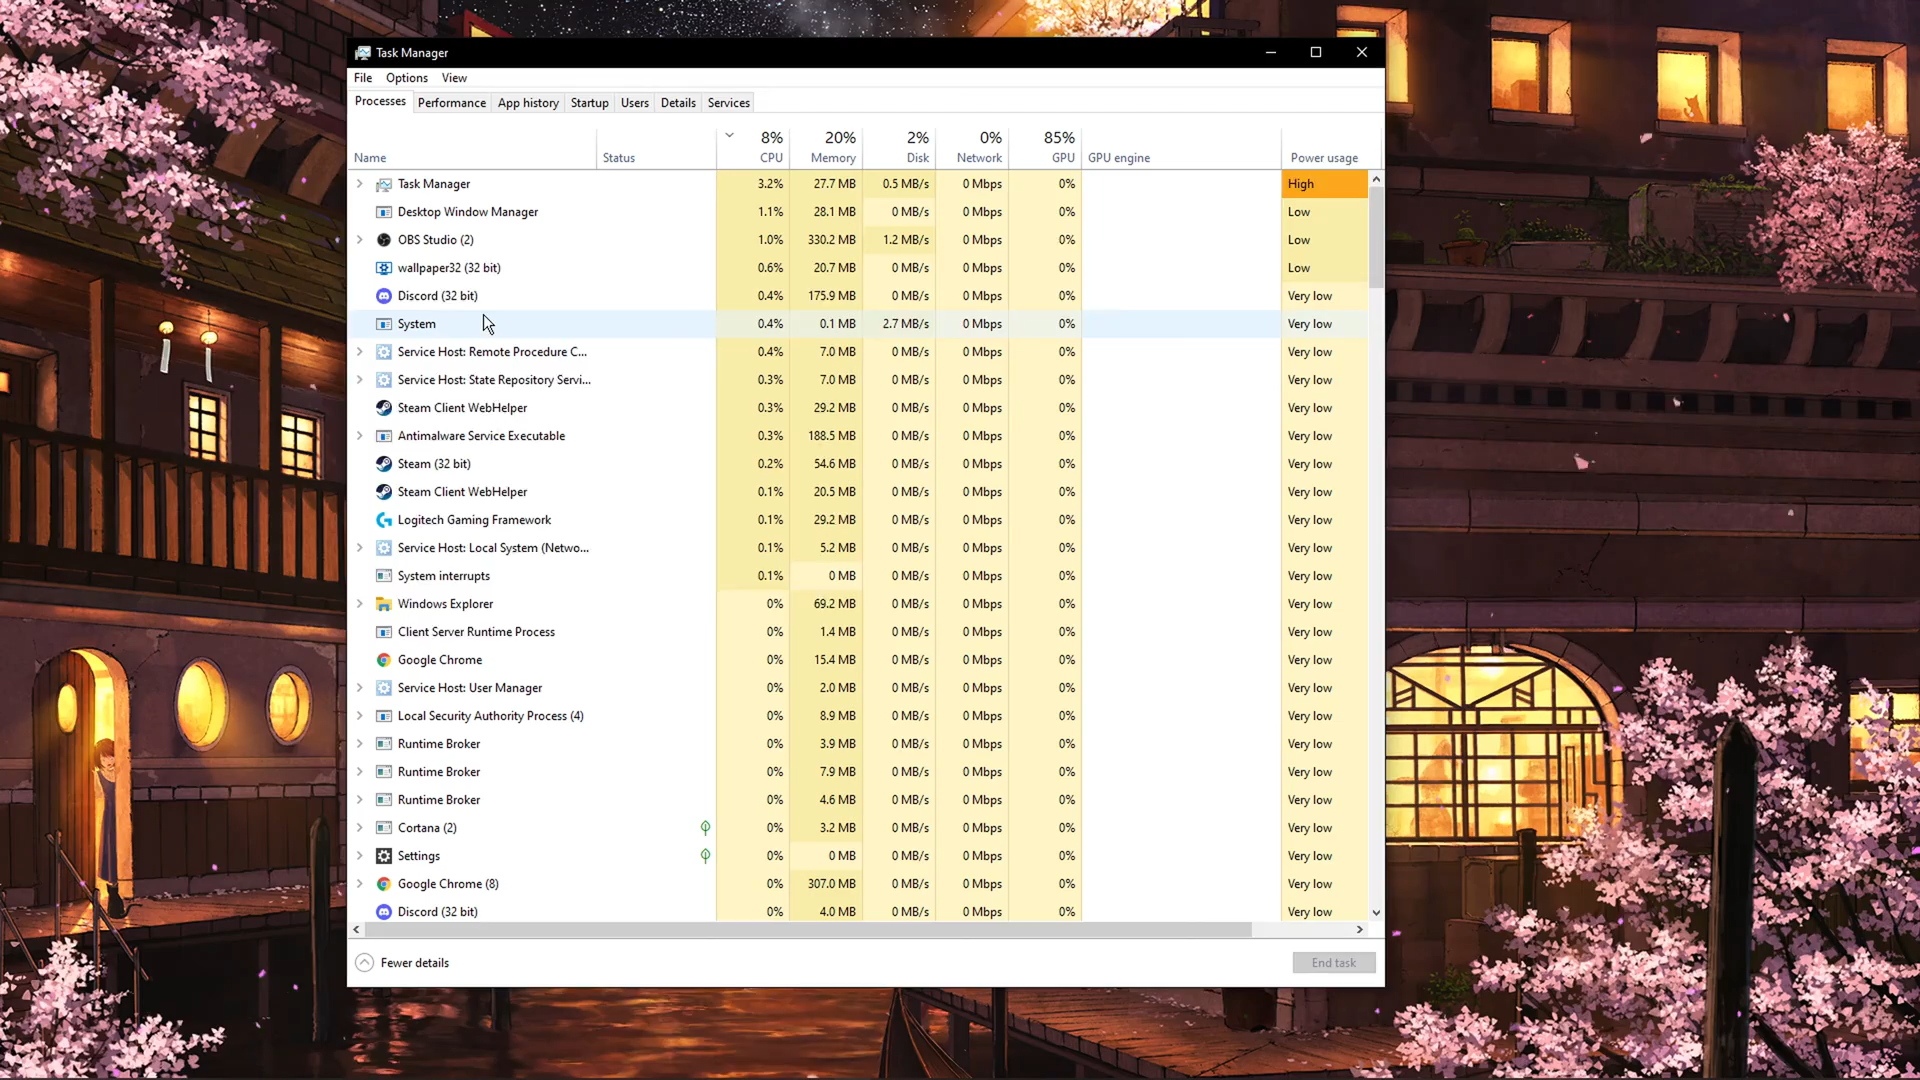 Task Manager
File Options View
Processes Performance App history Startup Users Details Services
8% 20% 2% 0% 85%
Name Status CPU Memory Disk Network GPU GPU engine Power usage
Task Manager 3.2% 27.7 MB 0.5 MB/s 0 Mbps 0% High
Desktop Window Manager 1.1% 28.1 MB 0 MB/s 0 Mbps 0% Low
OBS Studio (2) 1.0% 330.2 MB 1.2 MB/s 0 Mbps 0% Low
wallpaper32 (32 bit) 0.6% 20.7 MB 0 MB/s 0 Mbps 0% Low
Discord (32 bit) 0.4% 175.9 MB 0 MB/s 0 Mbps 0% Very low
System 0.4% 0.1 MB 2.7 MB/s 0 Mbps 0% Very low
Service Host: Remote Procedure C... 0.4% 7.0 MB 0 MB/s 0 Mbps 0% Very low
Service Host: State Repository Servi... 0.3% 7.0 MB 0 MB/s 0 Mbps 0% Very low
Steam Client WebHelper 0.3% 29.2 MB 0 MB/s 0 Mbps 0% Very low
Antimalware Service Executable 0.3% 188.5 MB 0 MB/s 0 Mbps 0% Very low
Steam (32 bit) 0.2% 54.6 MB 0 MB/s 0 Mbps 0% Very low
Steam Client WebHelper 0.1% 20.5 MB 0 MB/s 0 Mbps 0% Very low
Logitech Gaming Framework 0.1% 29.2 MB 0 MB/s 0 Mbps 0% Very low
Service Host: Local System (Netwo... 0.1% 5.2 MB 0 MB/s 0 Mbps 0% Very low
System interrupts 0.1% 0 MB 0 MB/s 0 Mbps 0% Very low
Windows Explorer 0% 69.2 MB 0 MB/s 0 Mbps 0% Very low
Client Server Runtime Process 0% 1.4 MB 0 MB/s 0 Mbps 0% Very low
Google Chrome 0% 15.4 MB 0 MB/s 0 Mbps 0% Very low
Service Host: User Manager 0% 2.0 MB 0 MB/s 0 Mbps 0% Very low
Local Security Authority Process (4) 0% 8.9 MB 0 MB/s 0 Mbps 0% Very low
Runtime Broker 0% 3.9 MB 0 MB/s 0 Mbps 0% Very low
Runtime Broker 0% 7.9 MB 0 MB/s 0 Mbps 0% Very low
Runtime Broker 0% 4.6 MB 0 MB/s 0 Mbps 0% Very low
Cortana (2) 0% 3.2 MB 0 MB/s 0 Mbps 0% Very low
Settings 0% 0 MB 0 MB/s 0 Mbps 0% Very low
Google Chrome (8) 0% 307.0 MB 0 MB/s 0 Mbps 0% Very low
Discord (32 bit) 0% 4.0 MB 0 MB/s 0 Mbps 0% Very low
Fewer details End task